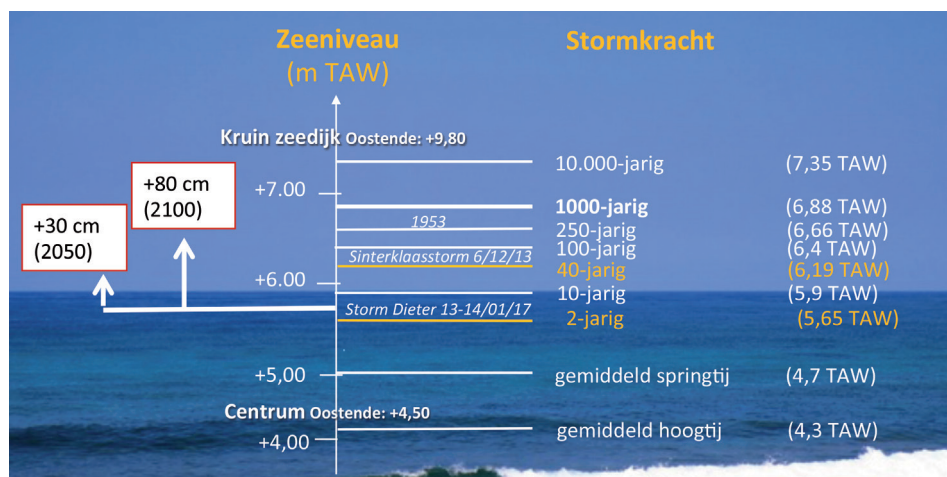 Zeeniveau
(m TAW)
Stormkracht
Kruin zeedijk Oostende: +9,80
10.000-jarig (7,35 TAW)
+7.00
+80 cm
(2100)
+30 cm
(2050)
1000-jarig (6,88 TAW)
1953
250-jarig (6,66 TAW)
100-jarig (6,4 TAW)
Sinterklaasstorm 6/12/13
40-jarig (6,19 TAW)
+6.00
10-jarig (5,9 TAW)
Storm Dieter 13-14/01/17
2-jarig (5,65 TAW)
+5,00
gemiddeld springtij (4,7 TAW)
Centrum Oostende: +4,50
+4,00
gemiddeld hoogtij (4,3 TAW)